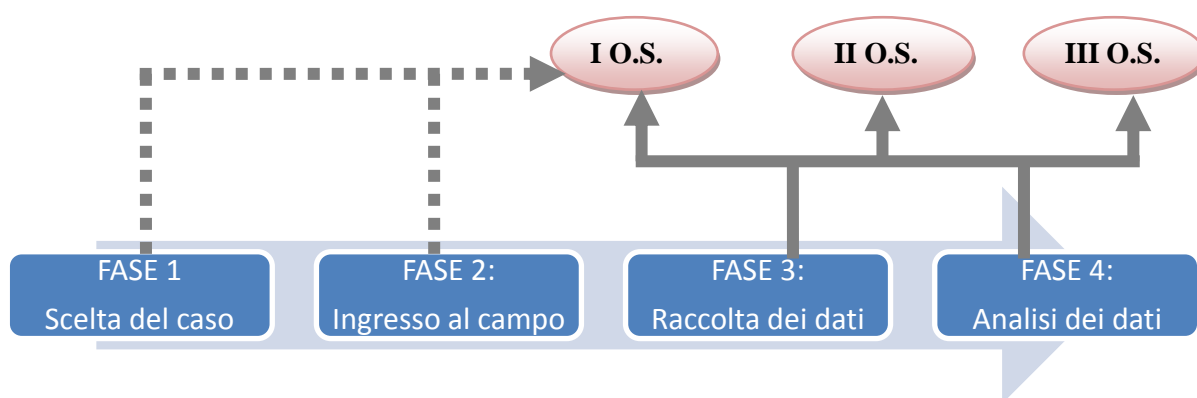 I O.S.
II O.S.
III O.S.
FASE 1
Scelta del caso
FASE 2:
Ingresso al campo
FASE 3:
Raccolta dei dati
FASE 4:
Analisi dei dati